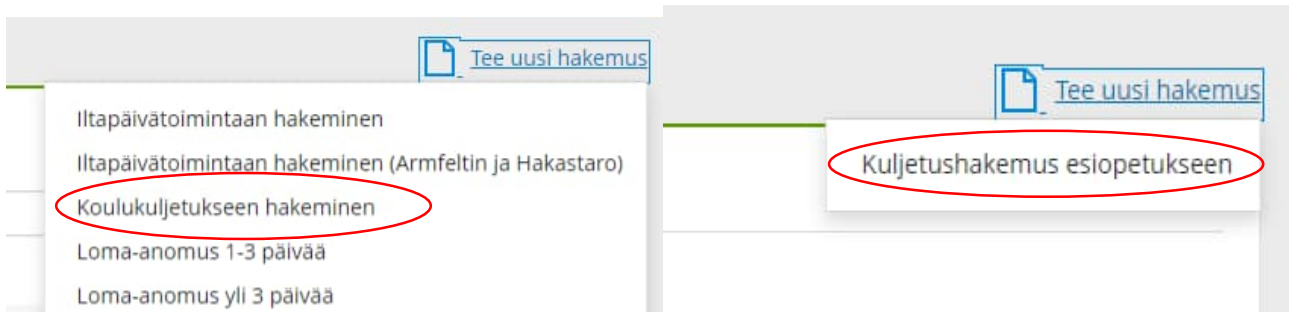 Tee uusi hakemus
Iltapäivätoimintaan hakeminen
Iltapäivätoimintaan hakeminen (Armfeltin ja Hakastaro)
Koulukuljetukseen hakeminen
Loma-anomus 1-3 päivää
Loma-anomus yli 3 päivää
Tee uusi hakemus
Kuljetushakemus esiopetukseen